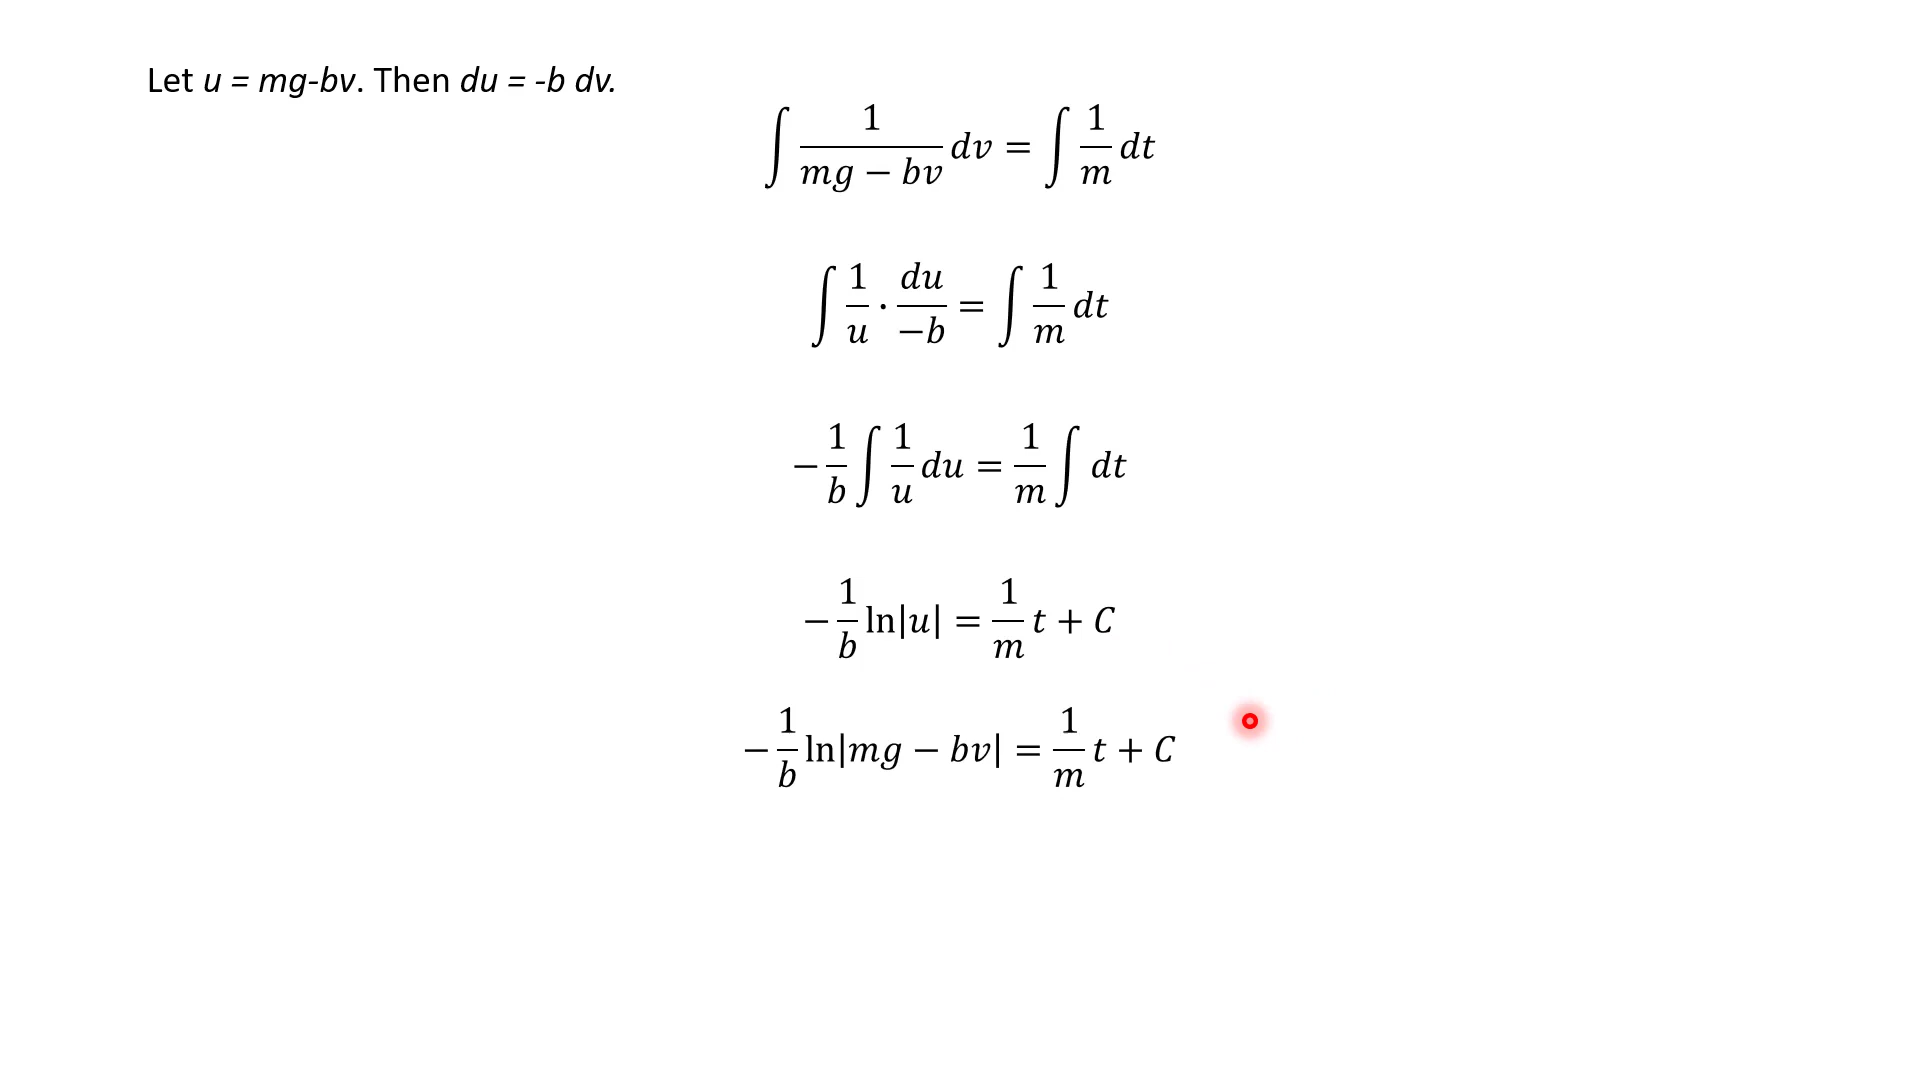 Let u = mg-bv. Then du = -b dv.
∫ 1/(mg − bv) dv = ∫ 1/m dt
∫ 1/u · du/−b = ∫ 1/m dt
− 1/b ∫ 1/u du = 1/m ∫ dt
− 1/b ln|u| = 1/m t + C
− 1/b ln|mg − bv| = 1/m t + C